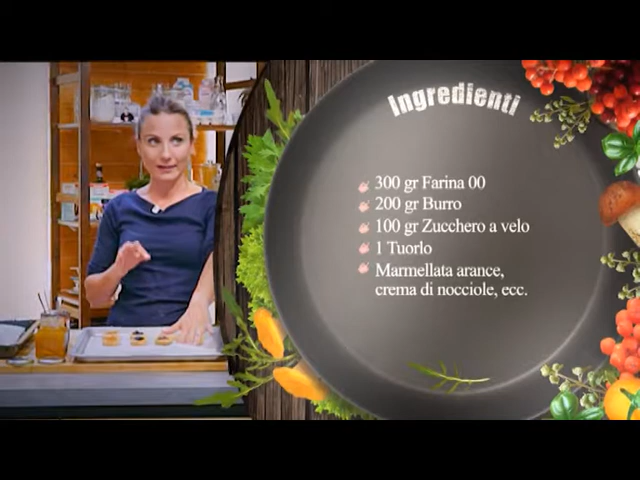 Ingredienti
300 gr Farina 00
200 gr Burro
100 gr Zucchero a velo
1 Tuorlo
Marmellata arance,
crema di nocciole, ecc.